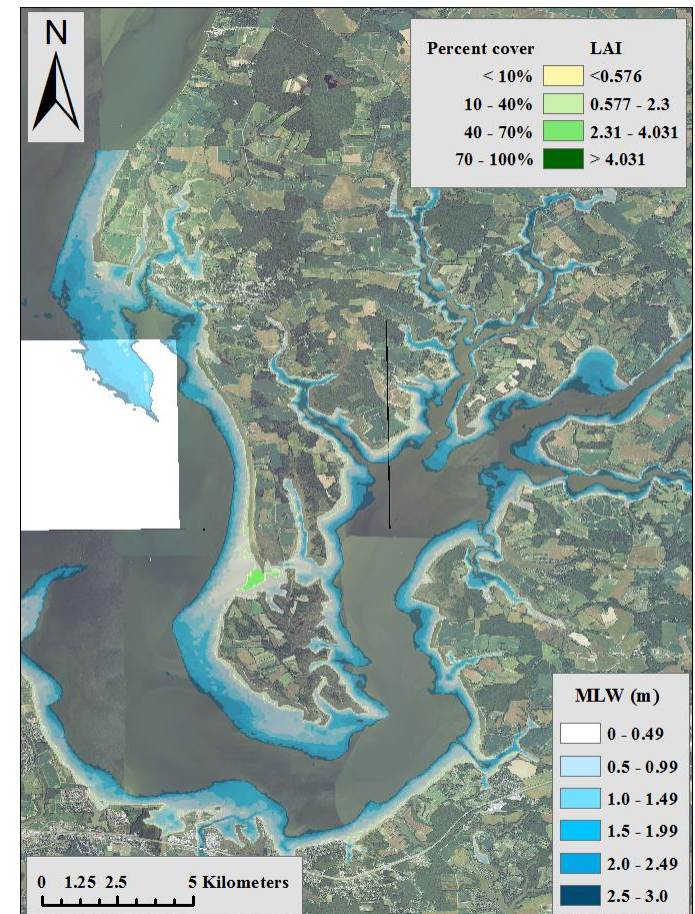 N
Percent cover LAI
< 10% <0.576
10 - 40% 0.577 - 2.3
40 - 70% 2.31 - 4.031
70 - 100% > 4.031
MLW (m)
0 - 0.49
0.5 - 0.99
1.0 - 1.49
1.5 - 1.99
2.0 - 2.49
2.5 - 3.0
0 1.25 2.5 5 Kilometers